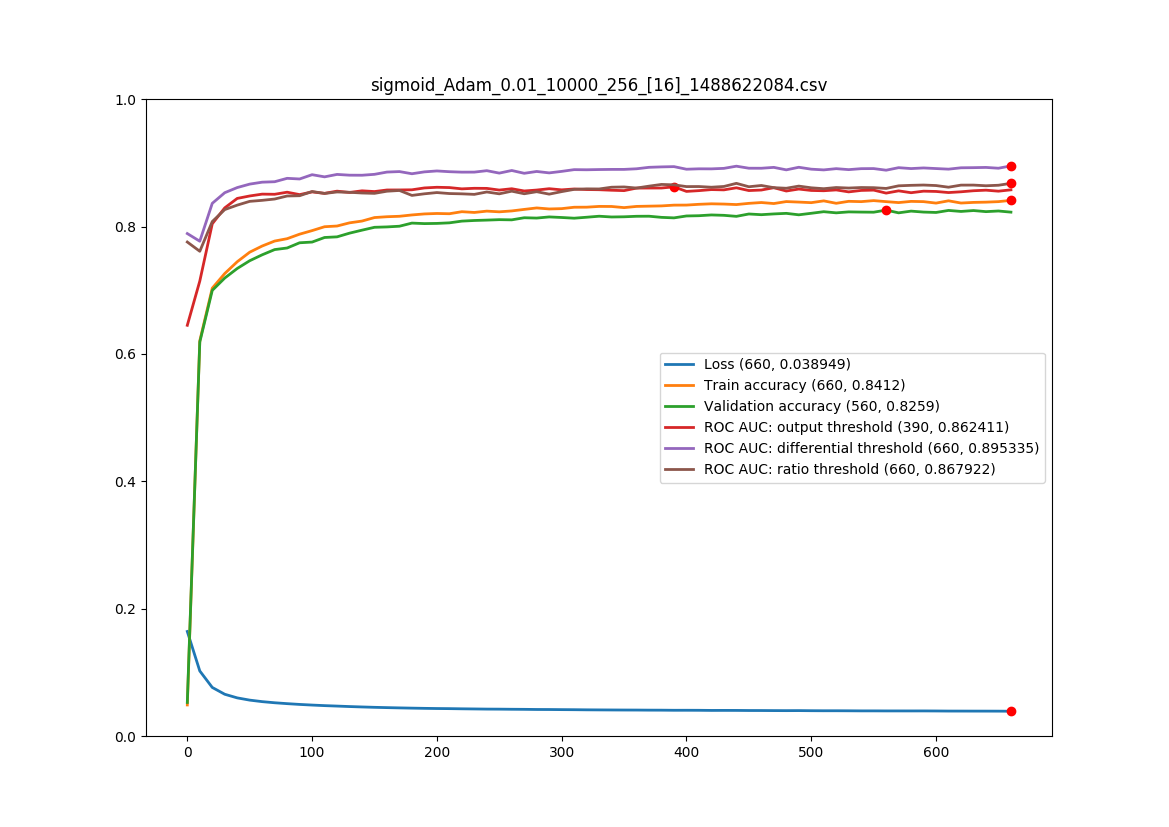 sigmoid_Adam_0.01_10000_256_[16]_1488622084.csv
1.0
0.8
0.6
0.4
0.2
0.0
Loss (660, 0.038949)
Train accuracy (660, 0.8412)
Validation accuracy (560, 0.8259)
ROC AUC: output threshold (390, 0.862411)
ROC AUC: differential threshold (660, 0.895335)
ROC AUC: ratio threshold (660, 0.867922)
0 100 200 300 400 500 600